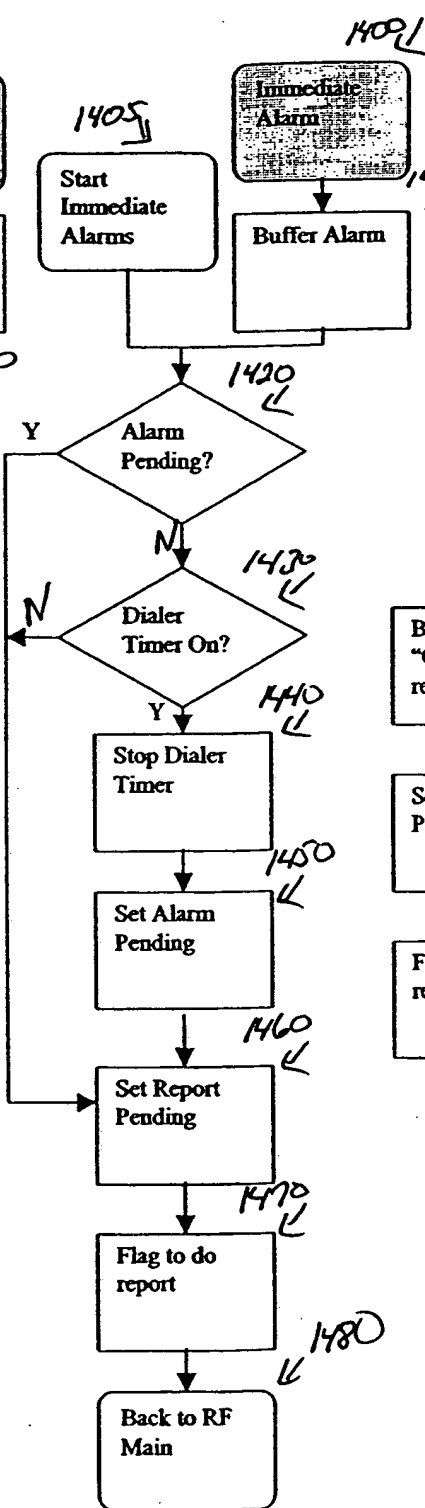 1400
1405
Immediate
Alarm
Start
Immediate
Alarms
Buffer Alarm
1420
Y
Alarm
Pending?
N
1430
N
Dialer
Timer On?
Y
1440
Stop Dialer
Timer
1450
Set Alarm
Pending
1460
Set Report
Pending
1470
Flag to do
report
1480
Back to RF
Main